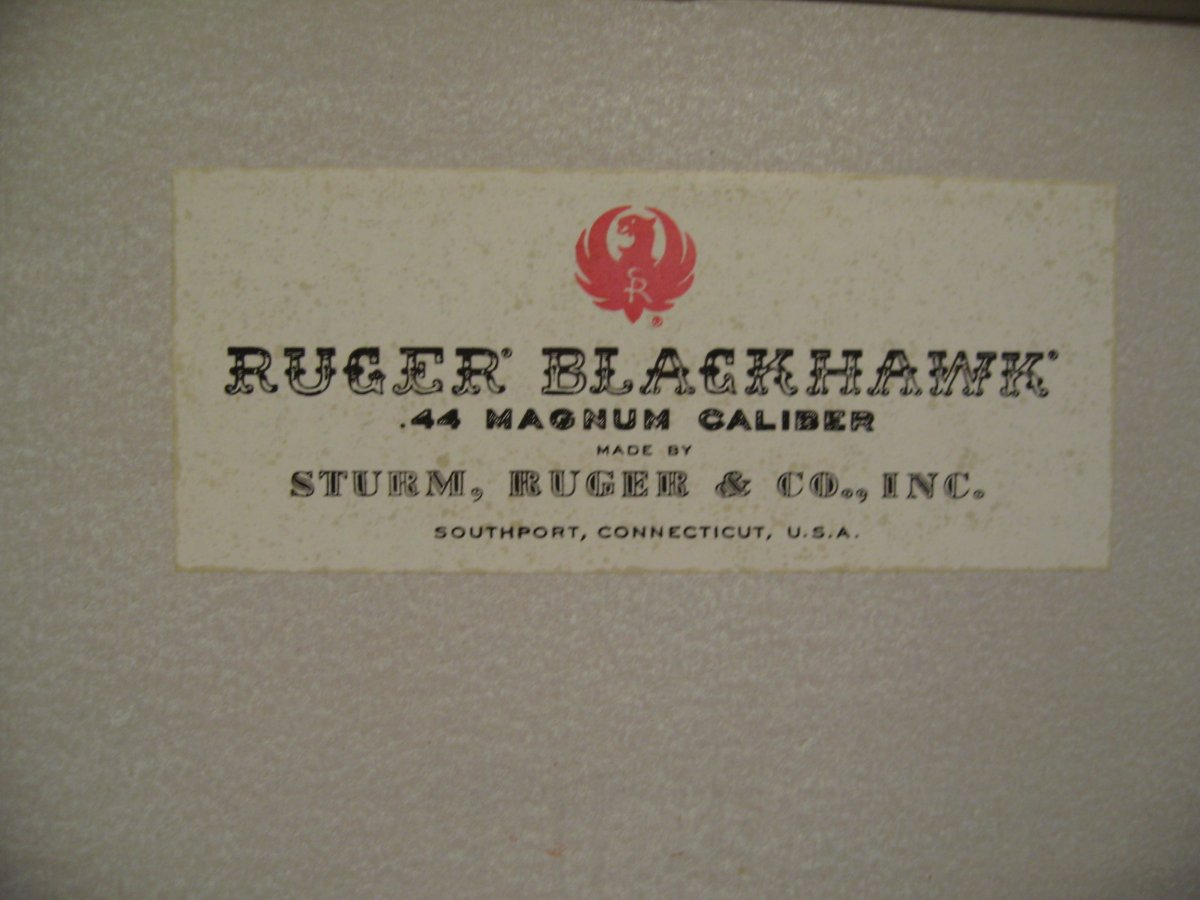 SR
®
RUGER® BLACKHAWK®
.44 MAGNUM CALIBER
MADE BY
STURM, RUGER & CO., INC.
SOUTHPORT, CONNECTICUT, U.S.A.